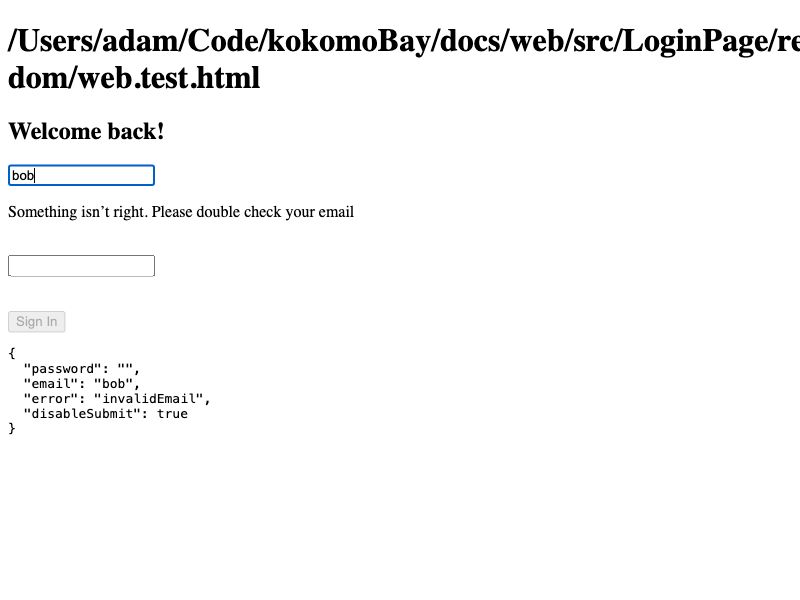 /Users/adam/Code/kokomoBay/docs/web/src/LoginPage/re
dom/web.test.html
Welcome back!
bob
Something isn’t right. Please double check your email
Sign In
{
  "password": "",
  "email": "bob",
  "error": "invalidEmail",
  "disableSubmit": true
}